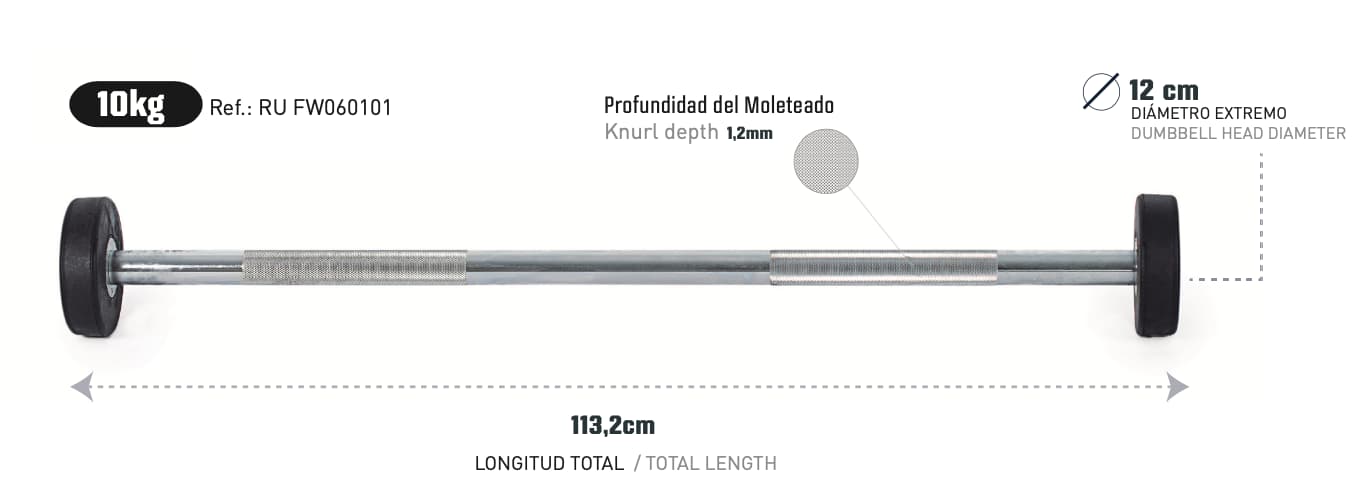 10kg Ref.: RU FW060101
Profundidad del Moleteado
Knurl depth 1,2mm
12 cm
DIÁMETRO EXTREMO
DUMBBELL HEAD DIAMETER
113,2cm
LONGITUD TOTAL / TOTAL LENGTH